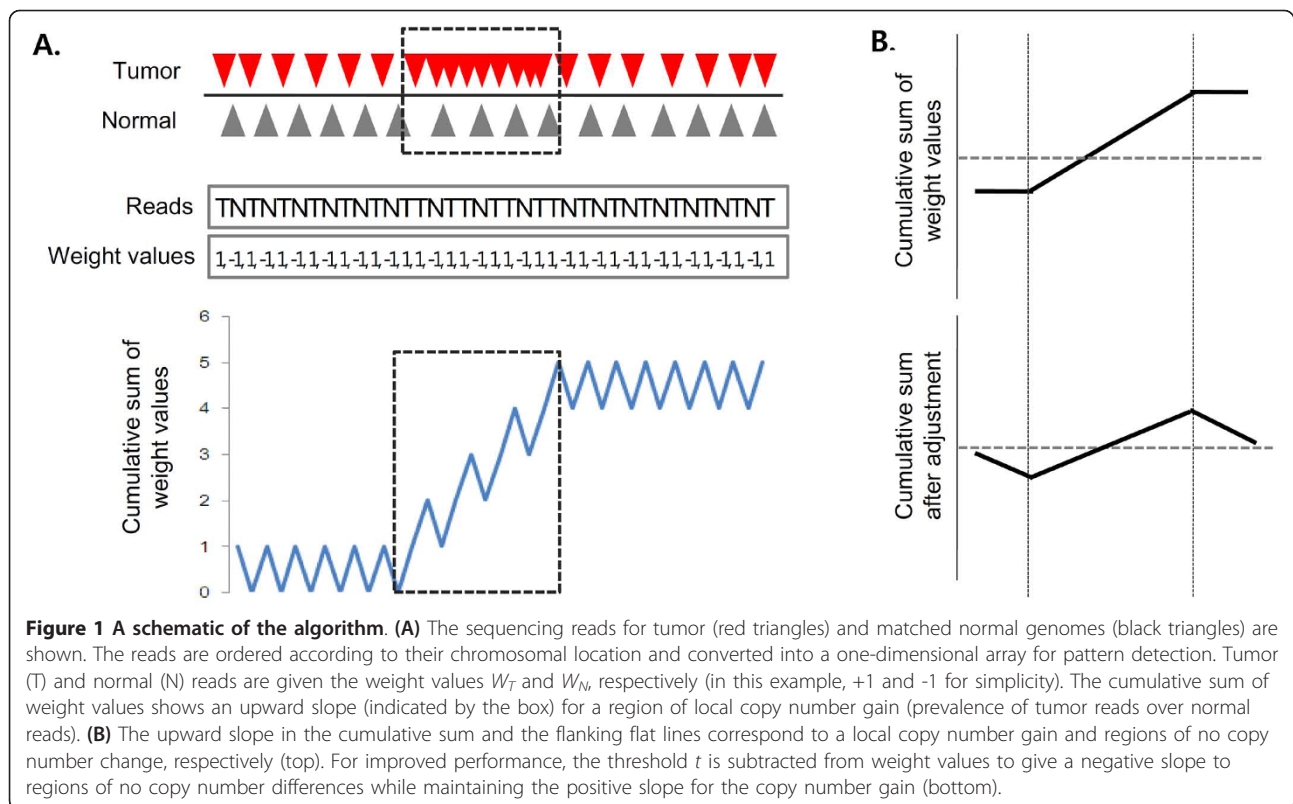 A.
Tumor
Normal
Reads
TNTNTNTNTNTNTTNTTNTTNTTNTNTNTNTNTNTNT
Weight values
1,-1,1,-1,1,-1,1,-1,1,-1,1,-1,1,1,-1,1,1,-1,1,1,-1,1,1,-1,1,-1,1,-1,1,-1,1,-1,1,-1,1,-1,1
Cumulative sum of
weight values
6
5
4
3
2
1
0
B.
Cumulative sum of
weight values
Cumulative sum
after adjustment
Figure 1 A schematic of the algorithm. (A) The sequencing reads for tumor (red triangles) and matched normal genomes (black triangles) are
shown. The reads are ordered according to their chromosomal location and converted into a one-dimensional array for pattern detection. Tumor
(T) and normal (N) reads are given the weight values W_T and W_N, respectively (in this example, +1 and -1 for simplicity). The cumulative sum of
weight values shows an upward slope (indicated by the box) for a region of local copy number gain (prevalence of tumor reads over normal
reads). (B) The upward slope in the cumulative sum and the flanking flat lines correspond to a local copy number gain and regions of no copy
number change, respectively (top). For improved performance, the threshold t is subtracted from weight values to give a negative slope to
regions of no copy number differences while maintaining the positive slope for the copy number gain (bottom).